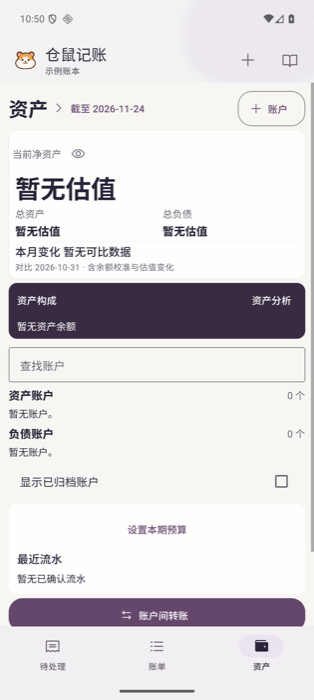 10:50
仓鼠记账
示例账本
资产
截至 2026-11-24
账户
当前净资产
暂无估值
总资产
总负债
暂无估值
暂无估值
本月变化 暂无可比数据
对比 2026-10-31 · 含余额校准与估值变化
资产构成
资产分析
暂无资产余额
查找账户
资产账户
0 个
暂无账户。
负债账户
0 个
暂无账户。
显示已归档账户
设置本期预算
最近流水
暂无已确认流水
账户间转账
待处理
账单
资产